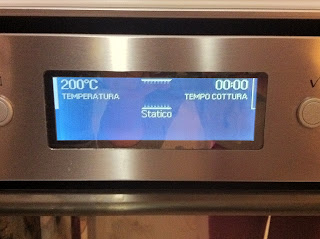 200°C 00:00
TEMPERATURA TEMPO COTTURA
Statico